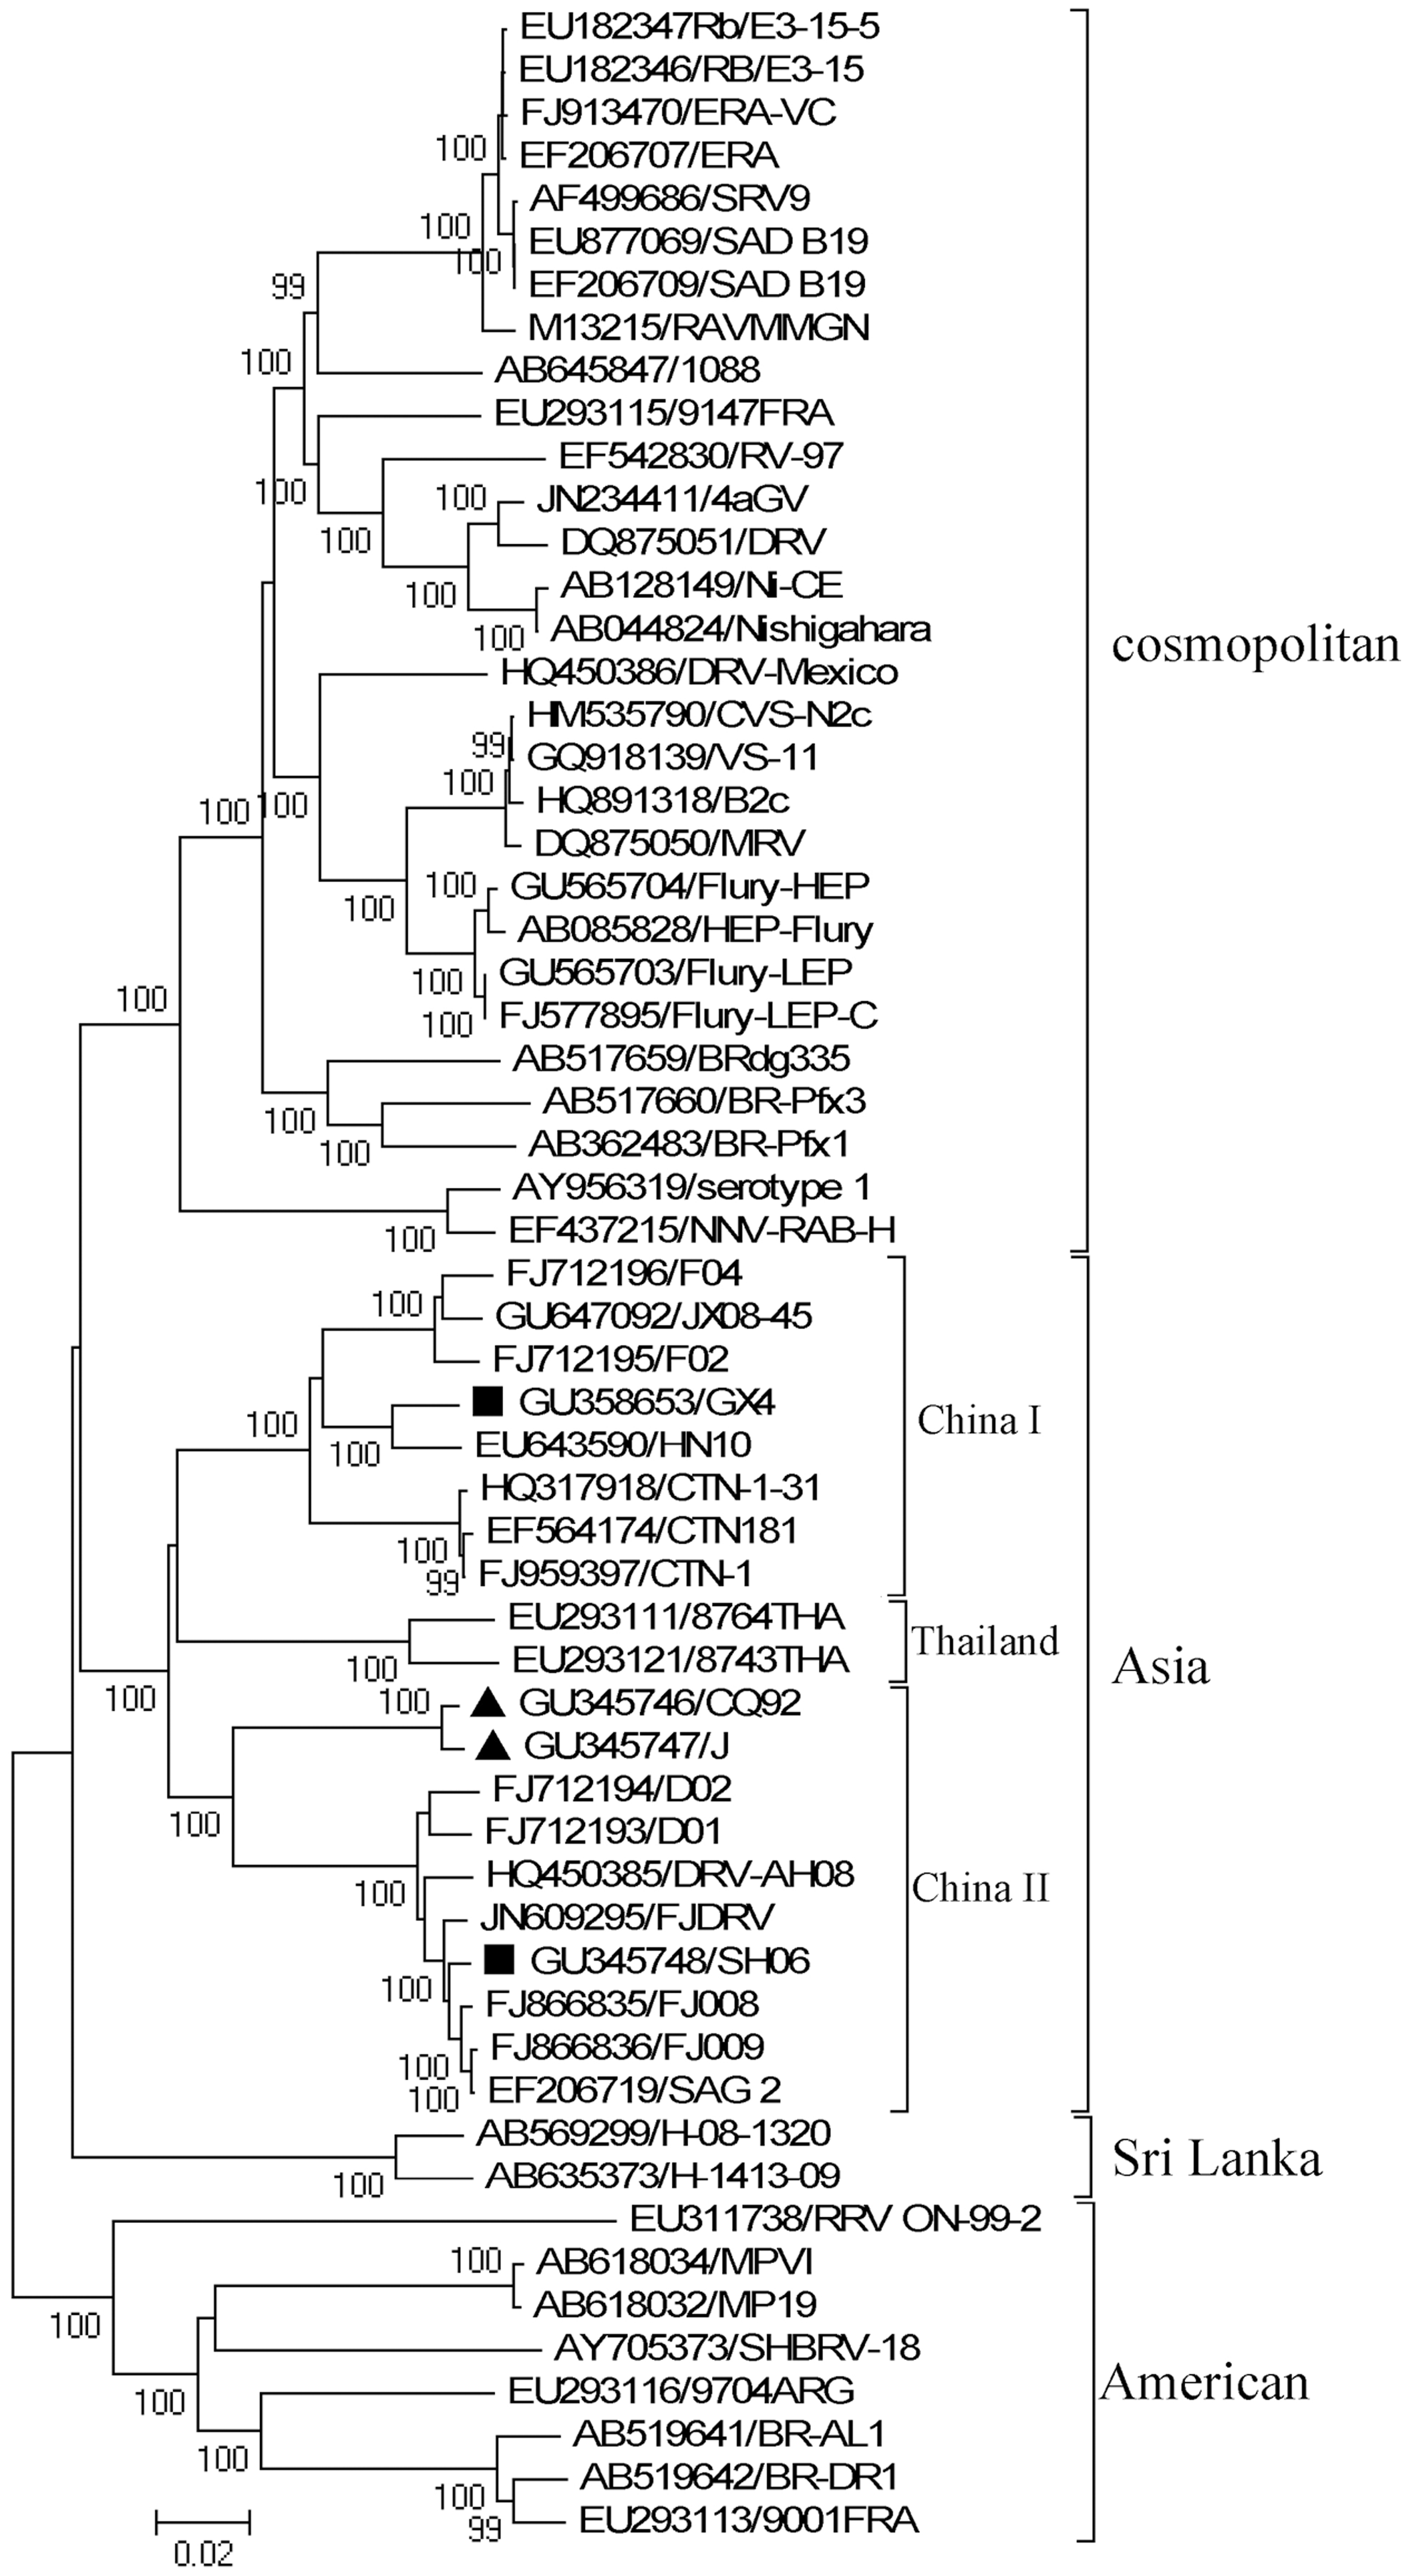 EU182347Rb/E3-15-5
EU182346/RB/E3-15
FJ913470/ERA-VC
100
EF206707/ERA
AF499686/SRV9
100
EU877069/SAD B19
100
EF206709/SAD B19
99
M13215/RAVMMGN
100
AB645847/1088
EU293115/9147FRA
EF542830/RV-97
100
100
JN234411/4aGV
100
DQ875051/DRV
100
AB128149/Ni-CE
100
AB044824/Nishigahara
cosmopolitan
HQ450386/DRV-Mexico
HM535790/CVS-N2c
99
GQ918139/VS-11
100
100
100
HQ891318/B2c
DQ875050/MRV
100
GU565704/Flury-HEP
100
AB085828/HEP-Flury
100
GU565703/Flury-LEP
100
100
FJ577895/Flury-LEP-C
AB517659/BRdg335
AB517660/BR-Pfx3
100
100
AB362483/BR-Pfx1
AY956319/serotype 1
100
EF437215/NNV-RAB-H
FJ712196/F04
100
GU647092/JX08-45
FJ712195/F02
GU358653/GX4
China I
100
100
EU643590/HN10
HQ317918/CTN-1-31
EF564174/CTN181
100
FJ959397/CTN-1
99
EU293111/8764THA
Thailand
100
EU293121/8743THA
Asia
100
100
GU345746/CQ92
GU345747/J
FJ712194/D02
100
FJ712193/D01
HQ450385/DRV-AH08
China II
100
JN609295/FJDRV
GU345748/SH06
100
FJ866835/FJ008
FJ866836/FJ009
100
EF206719/SAG 2
100
AB569299/H-08-1320
Sri Lanka
100
AB635373/H-1413-09
EU311738/RRV ON-99-2
100
AB618034/MPVI
AB618032/MP19
100
AY705373/SHBRV-18
American
EU293116/9704ARG
100
AB519641/BR-AL1
100
AB519642/BR-DR1
100
EU293113/9001FRA
99
0.02